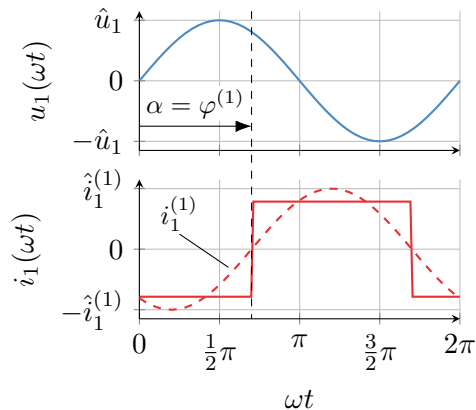 û₁
0
−û₁
u₁(ωt)
α = φ⁽¹⁾
î₁⁽¹⁾
0
−î₁⁽¹⁾
i₁(ωt)
i₁⁽¹⁾
0 ½π π 3/2π 2π
ωt